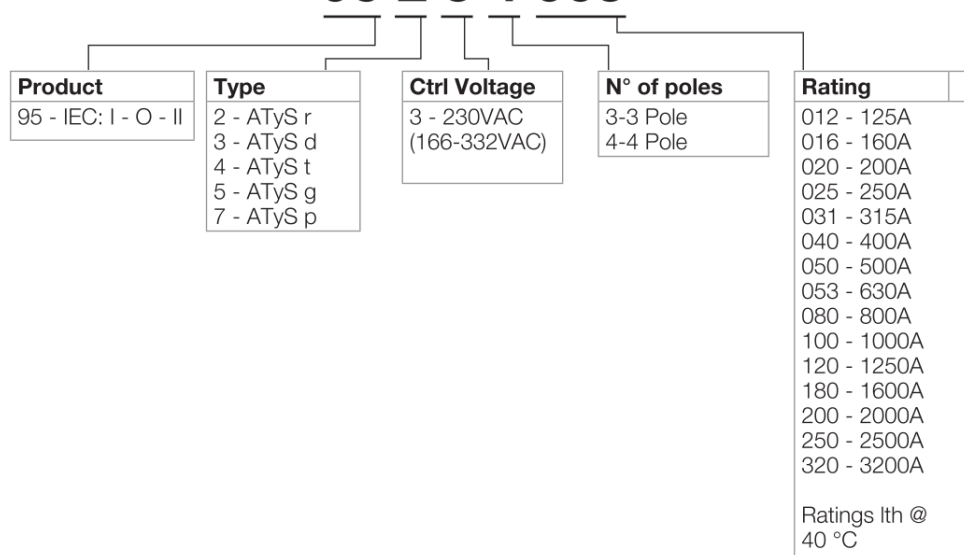 Product
95 - IEC: I - O - II
Type
2 - ATyS r
3 - ATyS d
4 - ATyS t
5 - ATyS g
7 - ATyS p
Ctrl Voltage
3 - 230VAC
(166-332VAC)
N° of poles
3-3 Pole
4-4 Pole
Rating
012 - 125A
016 - 160A
020 - 200A
025 - 250A
031 - 315A
040 - 400A
050 - 500A
053 - 630A
080 - 800A
100 - 1000A
120 - 1250A
180 - 1600A
200 - 2000A
250 - 2500A
320 - 3200A
Ratings Ith @
40 °C